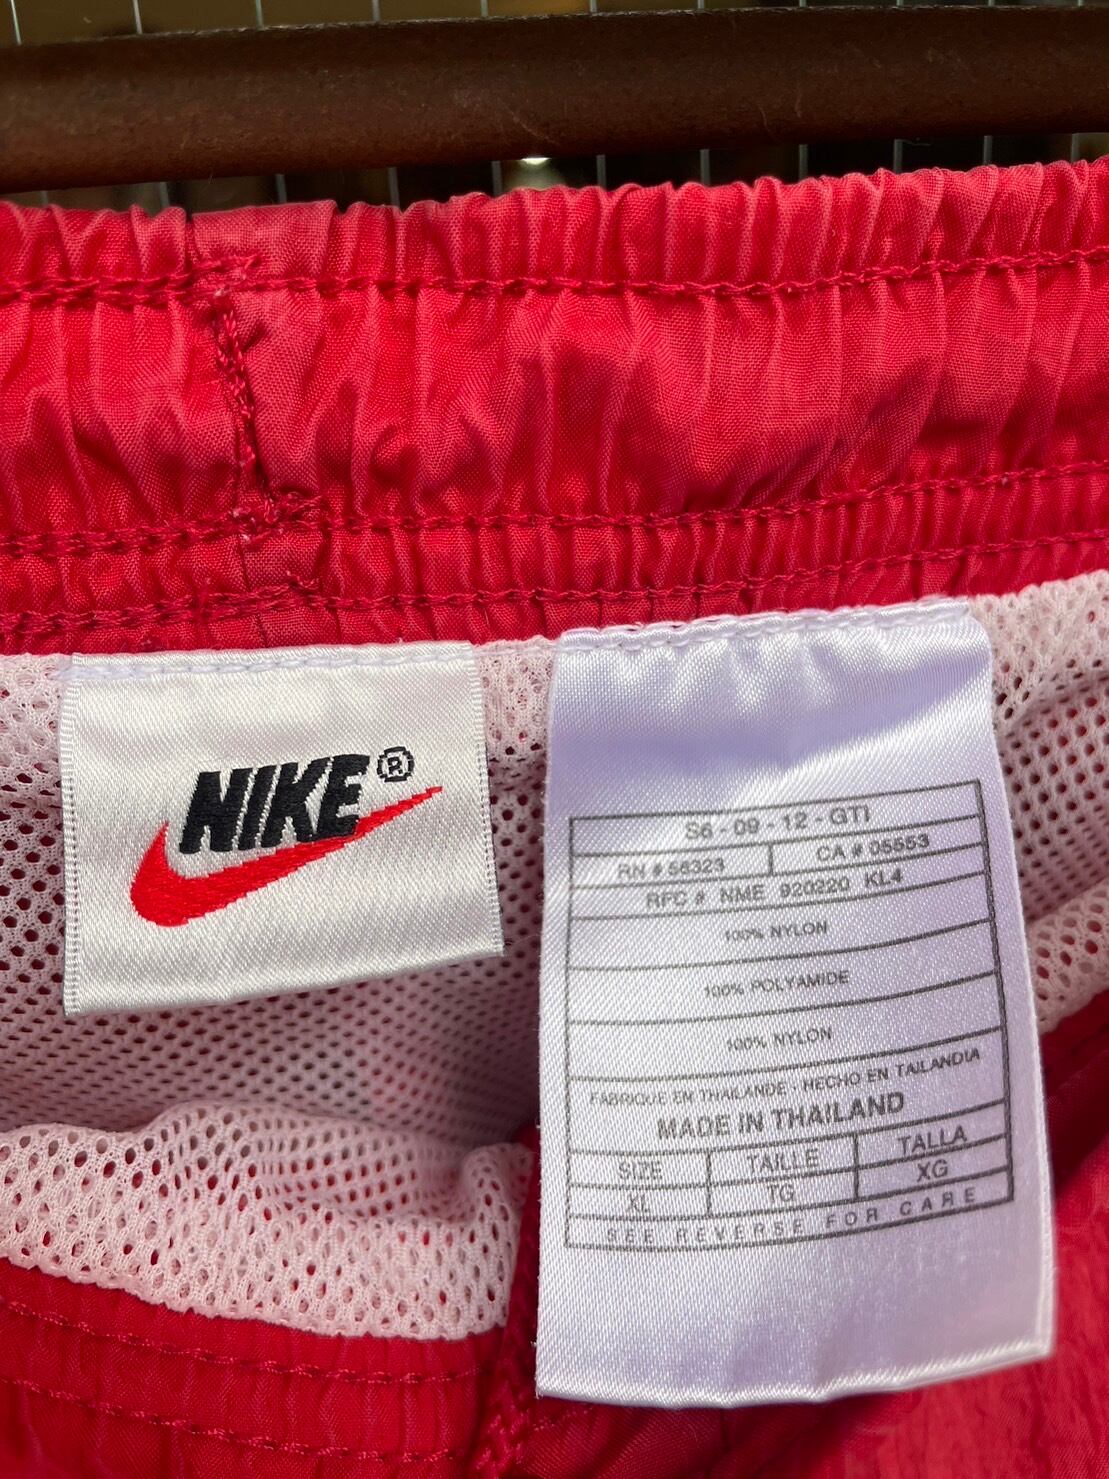 NIKE®
S6 - 09 - 12 - GTI
RN # 56323 CA # 05553
RFC # NME 920220 KL4
100% NYLON
100% POLYAMIDE
100% NYLON
FABRIQUE EN THAILANDE · HECHO EN TAILANDIA
MADE IN THAILAND
SIZE TAILLE TALLA
XL TG XG
SEE REVERSE FOR CARE